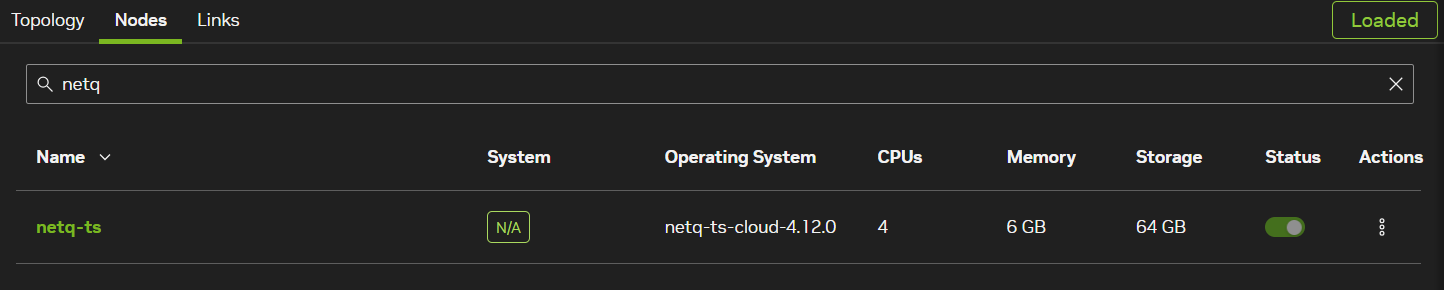 Topology Nodes Links Loaded
netq
Name System Operating System CPUs Memory Storage Status Actions
netq-ts N/A netq-ts-cloud-4.12.0 4 6 GB 64 GB